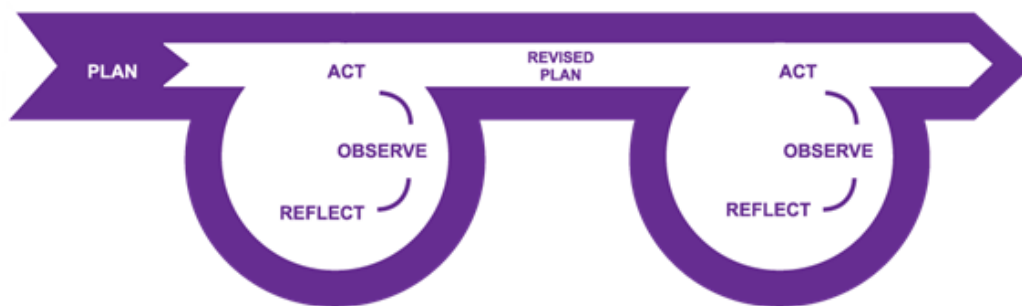 PLAN
ACT
OBSERVE
REFLECT
REVISED
PLAN
ACT
OBSERVE
REFLECT